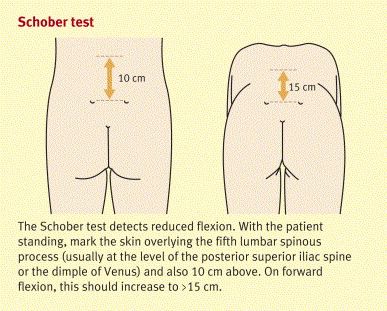 Schober test
10 cm
15 cm
The Schober test detects reduced flexion. With the patient
standing, mark the skin overlying the fifth lumbar spinous
process (usually at the level of the posterior superior iliac spine
or the dimple of Venus) and also 10 cm above. On forward
flexion, this should increase to >15 cm.